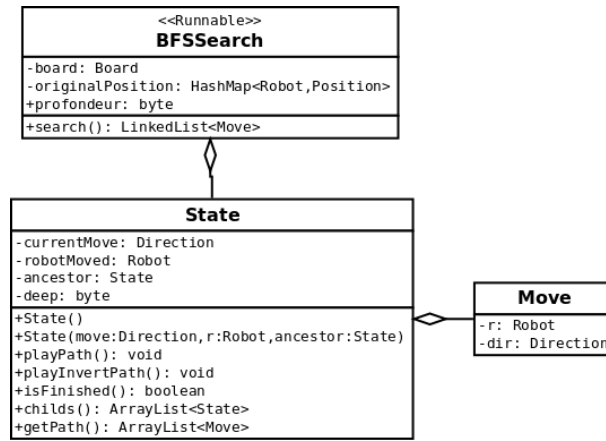 <<Runnable>>
BFSSearch
-board: Board
-originalPosition: HashMap<Robot,Position>
+profondeur: byte
+search(): LinkedList<Move>
State
-currentMove: Direction
-robotMoved: Robot
-ancestor: State
-deep: byte
+State()
+State(move:Direction,r:Robot,ancestor:State)
+playPath(): void
+playInvertPath(): void
+isFinished(): boolean
+childs(): ArrayList<State>
+getPath(): ArrayList<Move>
Move
-r: Robot
-dir: Direction